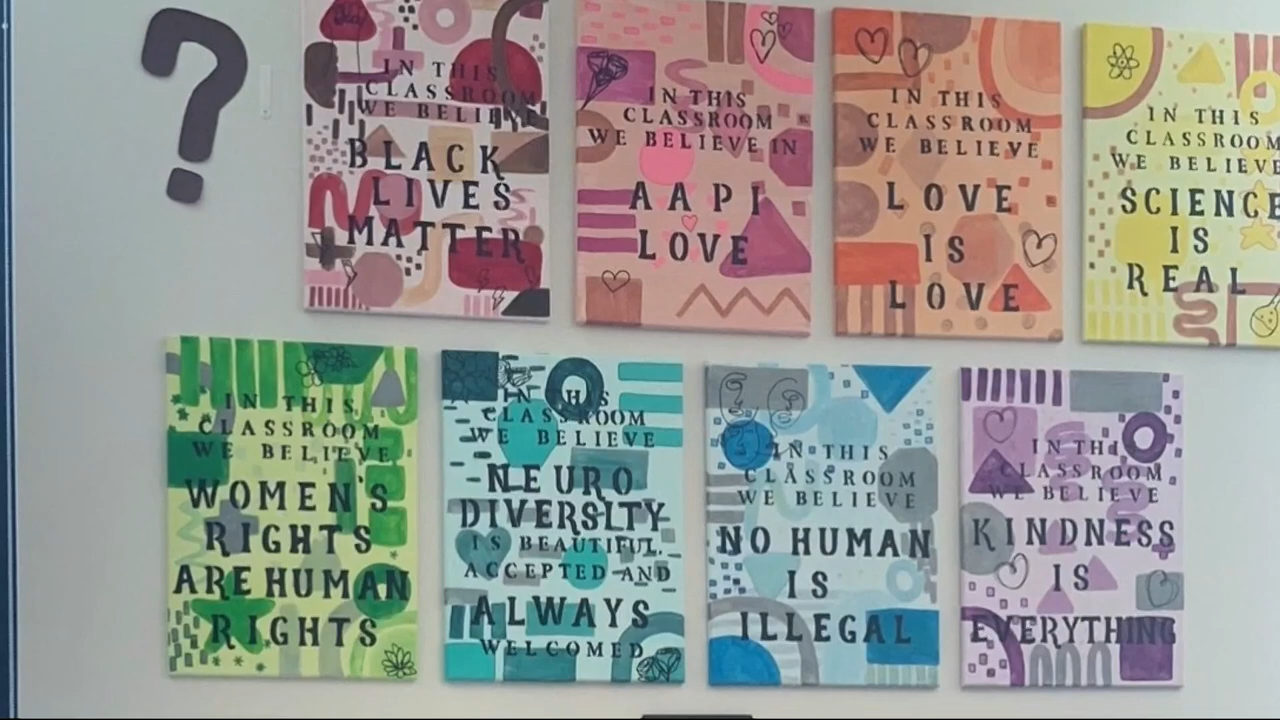 ?
IN THIS
CLASSROOM
WE BELIEVE
BLACK
LIVES
MATTER
IN THIS
CLASSROOM
WE BELIEVE IN
AAPI
LOVE
IN THIS
CLASSROOM
WE BELIEVE
LOVE
IS
LOVE
IN THIS
CLASSROOM
WE BELIEVE
SCIENCE
IS
REAL
IN THIS
CLASSROOM
WE BELIEVE
WOMEN'S
RIGHTS
ARE HUMAN
RIGHTS
IN THIS
CLASSROOM
WE BELIEVE
NEURO
DIVERSITY
IS BEAUTIFUL,
ACCEPTED AND
ALWAYS
WELCOMED
IN THIS
CLASSROOM
WE BELIEVE
NO HUMAN
IS
ILLEGAL
IN THIS
CLASSROOM
WE BELIEVE
KINDNESS
IS
EVERYTHING